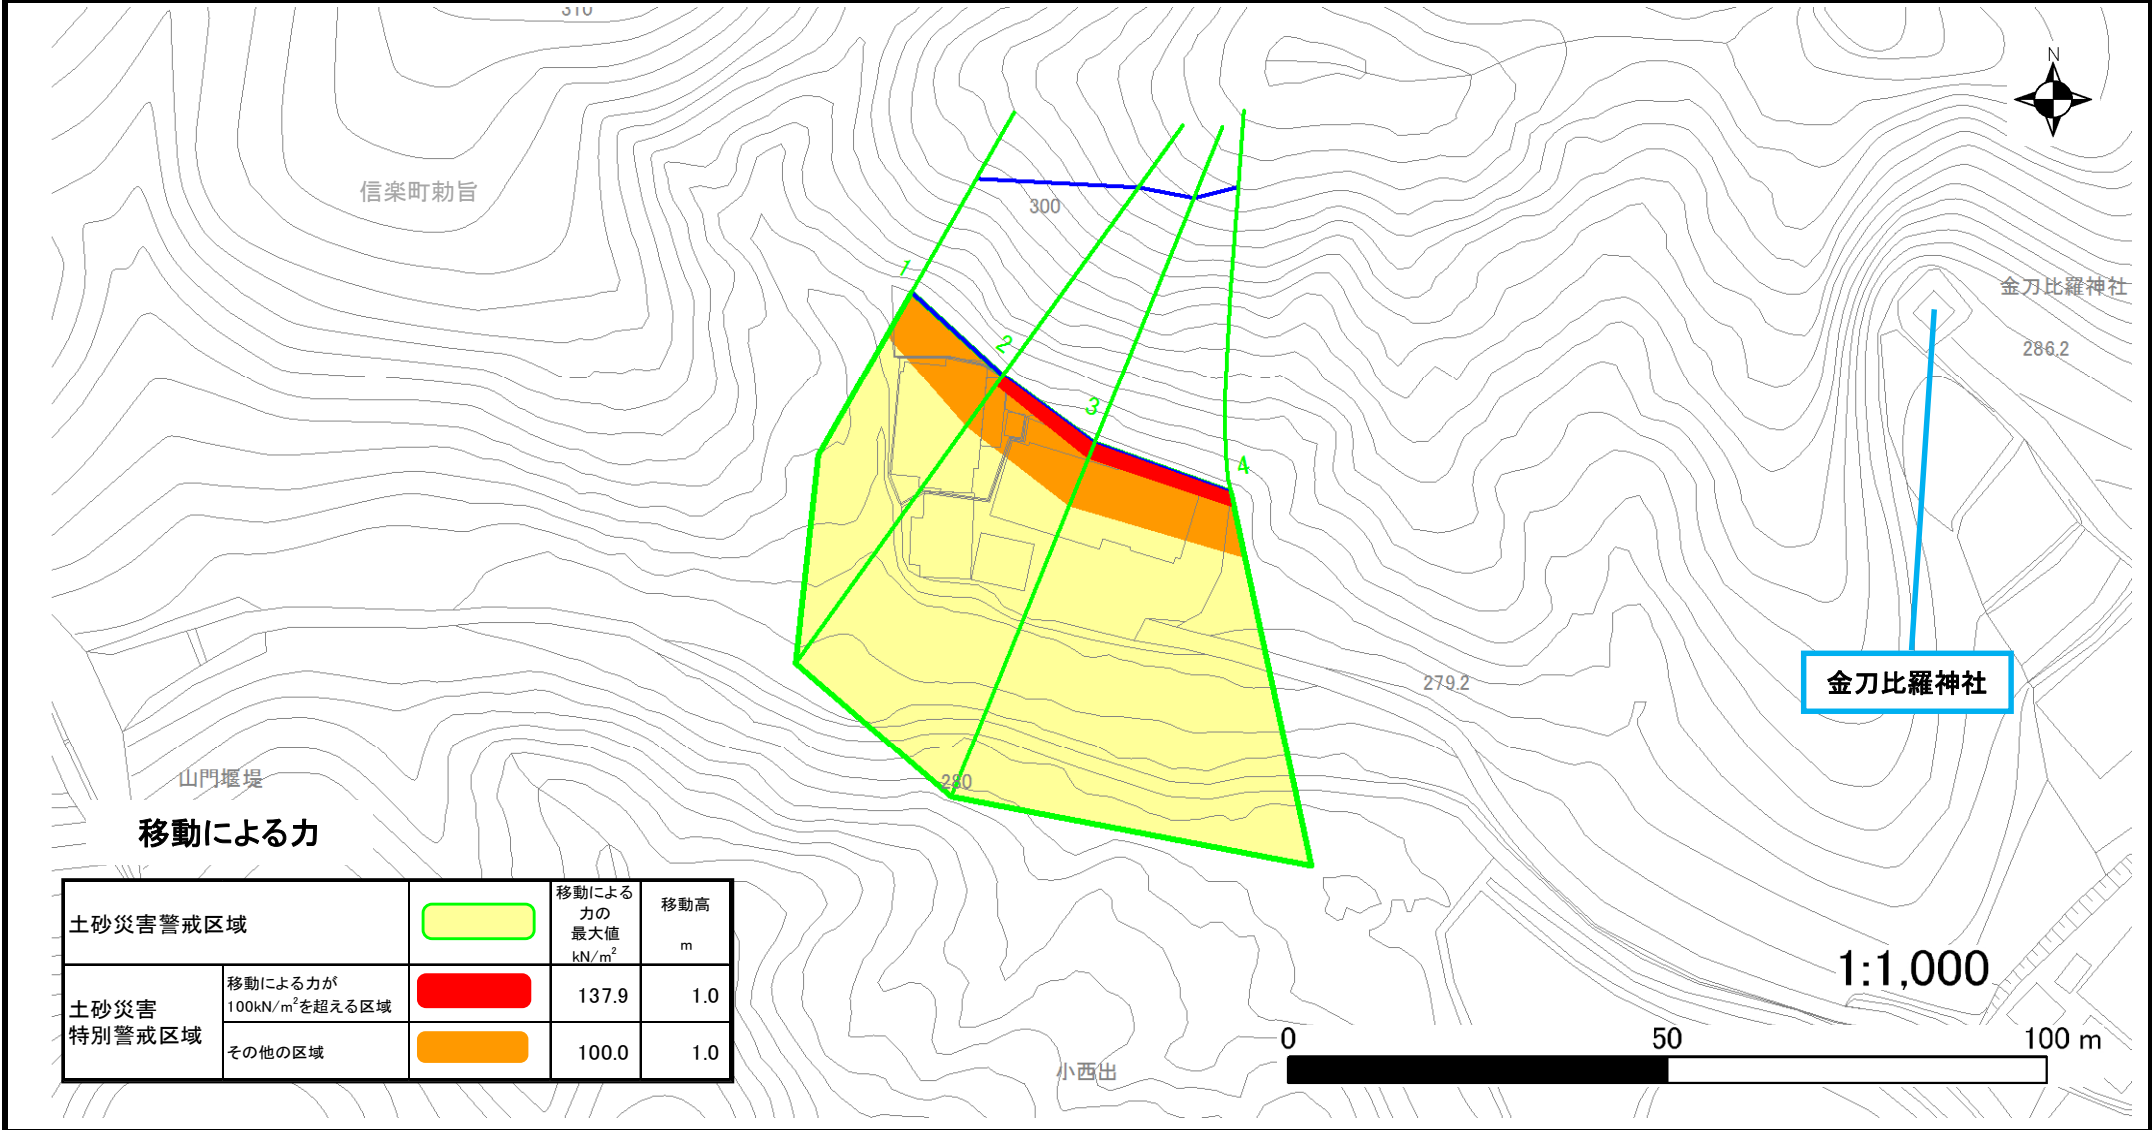 310
N
信楽町勅旨
300
1
金刀比羅神社
2
286.2
3
4
金刀比羅神社
279.2
山門堰堤
280
移動による力
土砂災害警戒区域
移動による
力の
最大値
kN/m²
移動高
m
土砂災害
特別警戒区域
移動による力が
100kN/m²を超える区域
137.9
1.0
その他の区域
100.0
1.0
小西出
1:1,000
0 50 100 m